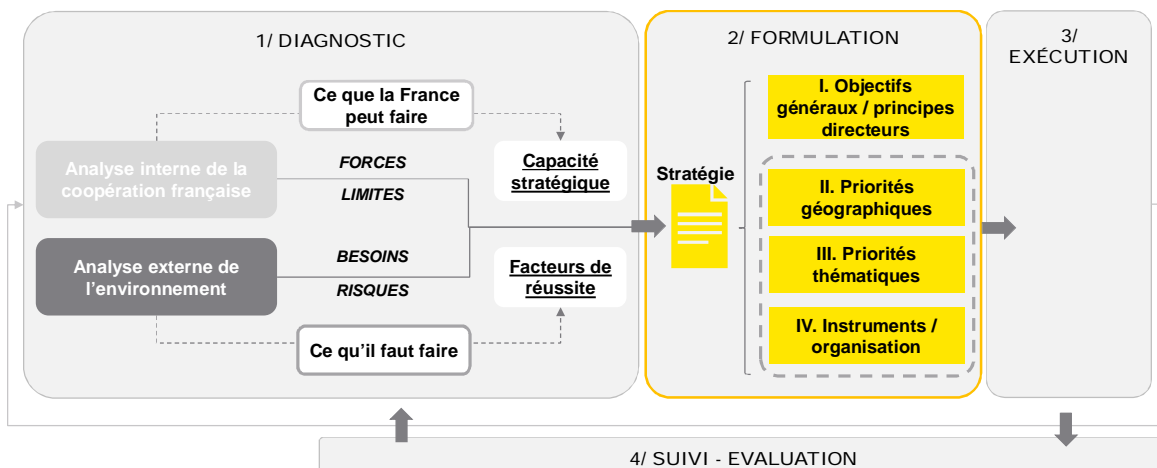 1/ DIAGNOSTIC
Ce que la France
peut faire
Analyse interne de la
coopération française
FORCES
LIMITES
Capacité
stratégique
Analyse externe de
l'environnement
BESOINS
RISQUES
Facteurs de
réussite
Ce qu'il faut faire
2/ FORMULATION
Stratégie
I. Objectifs
généraux / principes
directeurs
II. Priorités
géographiques
III. Priorités
thématiques
IV. Instruments /
organisation
3/
EXÉCUTION
4/ SUIVI - EVALUATION